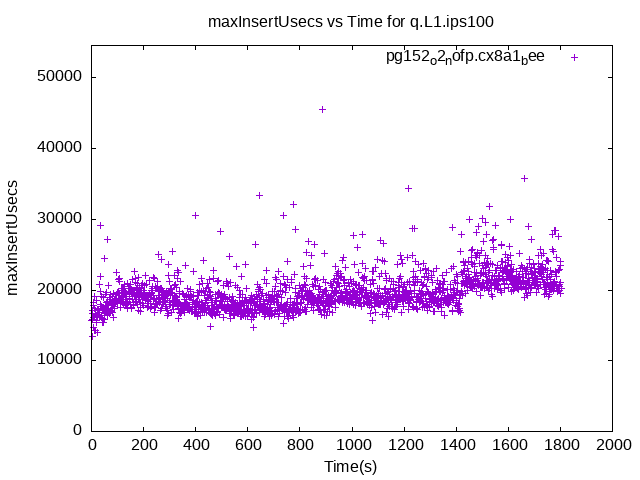 maxInsertUsecs vs Time for q.L1.ips100
pg152o2nofp.cx8a1bee
maxInsertUsecs
50000
40000
30000
20000
10000
0
0 200 400 600 800 1000 1200 1400 1600 1800 2000
Time(s)